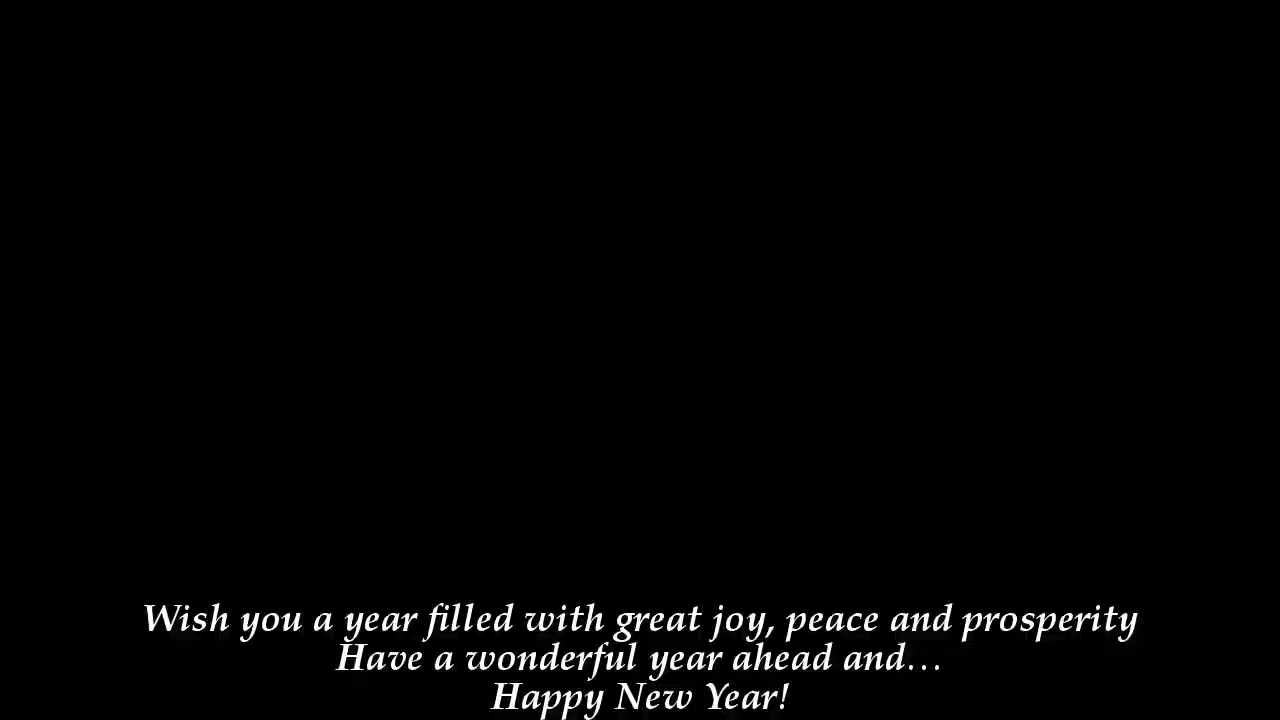 Wish you a year filled with great joy, peace and prosperity
Have a wonderful year ahead and...
Happy New Year!